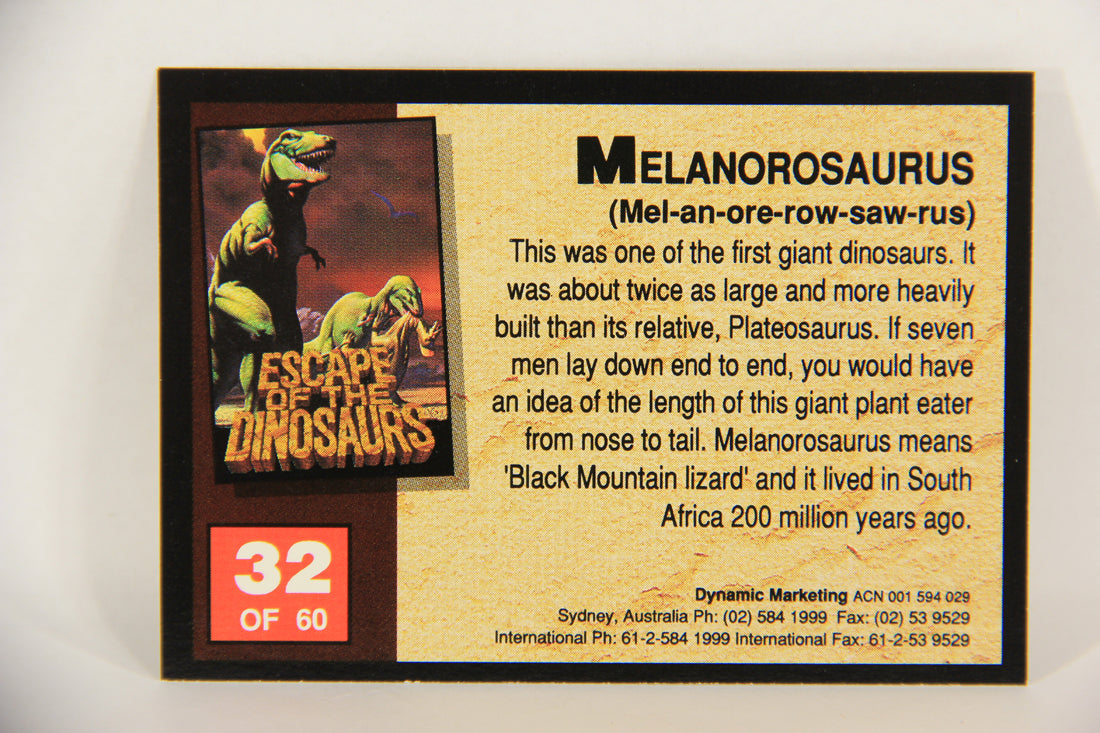 ESCAPE
OF THE
DINOSAURS
32
OF 60
MELANOROSAURUS
(Mel-an-ore-row-saw-rus)
This was one of the first giant dinosaurs. It
was about twice as large and more heavily
built than its relative, Plateosaurus. If seven
men lay down end to end, you would have
an idea of the length of this giant plant eater
from nose to tail. Melanorosaurus means
'Black Mountain lizard' and it lived in South
Africa 200 million years ago.
Dynamic Marketing ACN 001 594 029
Sydney, Australia Ph: (02) 584 1999 Fax: (02) 53 9529
International Ph: 61-2-584 1999 International Fax: 61-2-53 9529